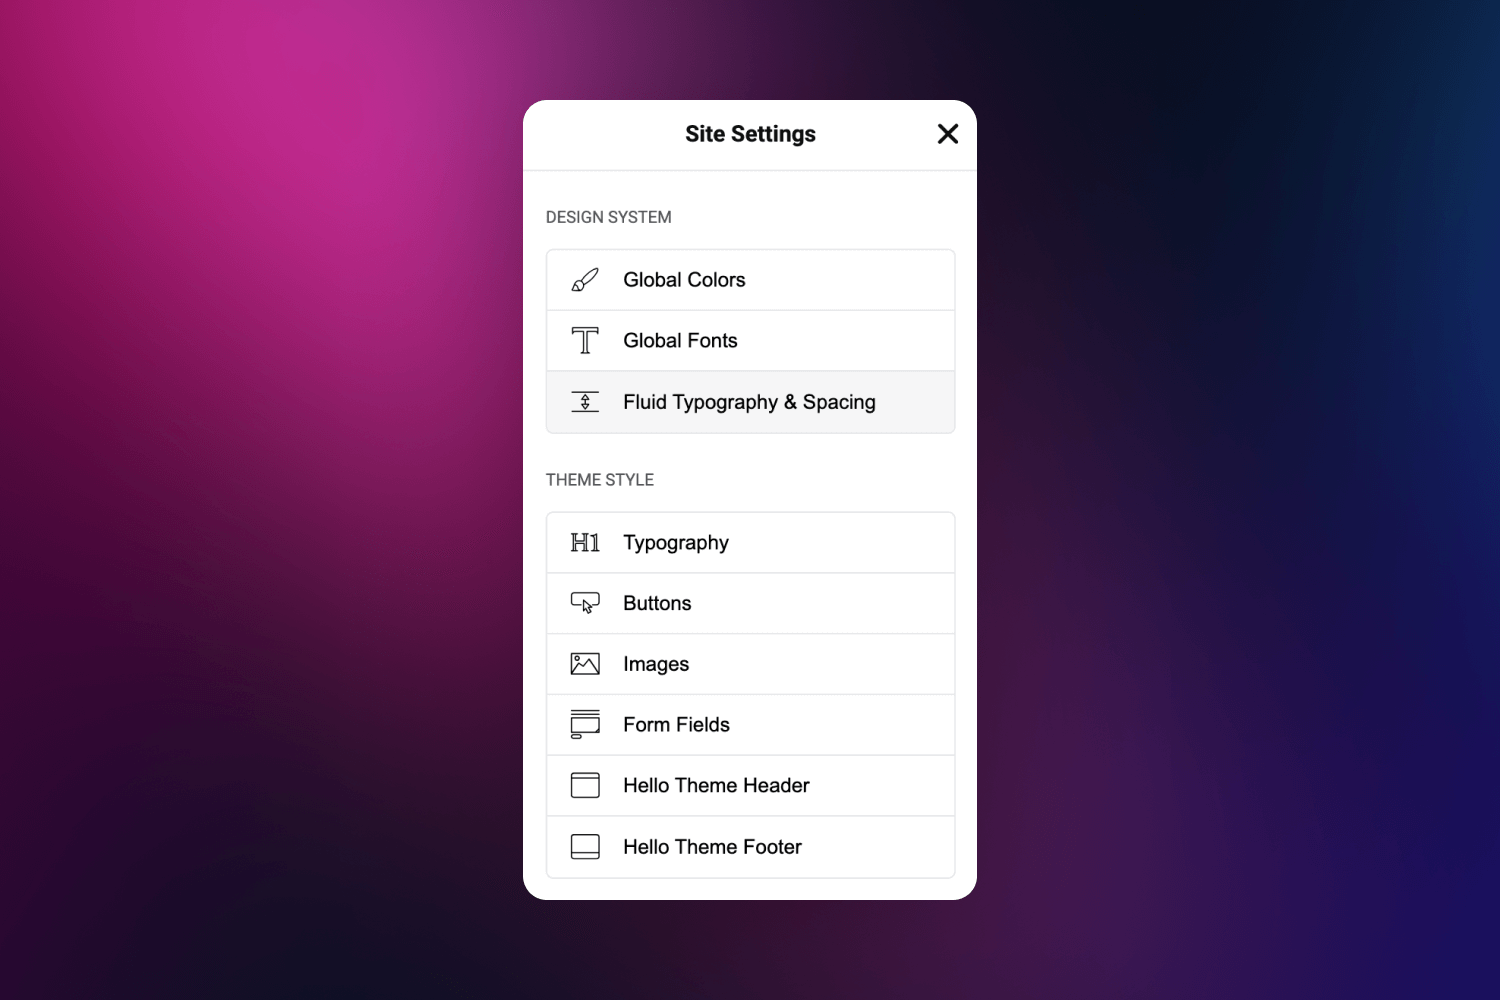 Site Settings
DESIGN SYSTEM
Global Colors
Global Fonts
Fluid Typography & Spacing
THEME STYLE
H1 Typography
Buttons
Images
Form Fields
Hello Theme Header
Hello Theme Footer